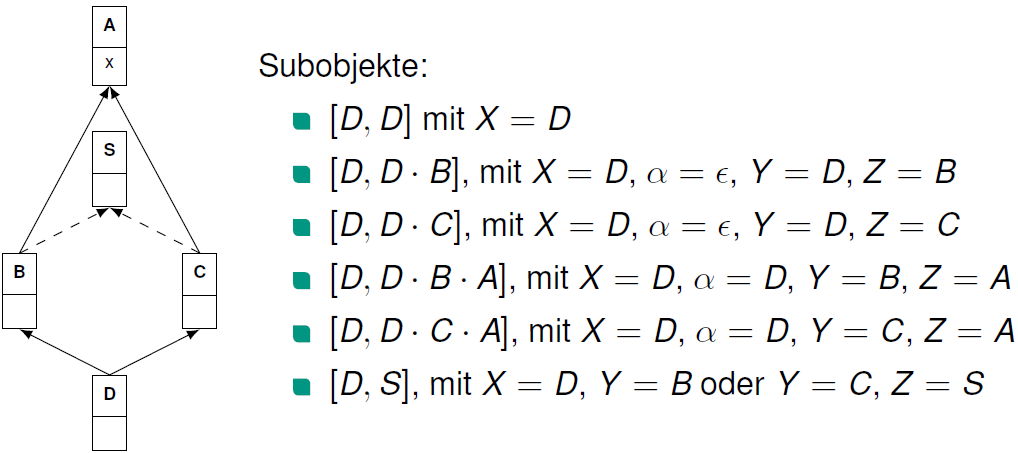 A
x
S
B
C
D
Subobjekte:
[D, D] mit X = D
[D, D · B], mit X = D, α = ϵ, Y = D, Z = B
[D, D · C], mit X = D, α = ϵ, Y = D, Z = C
[D, D · B · A], mit X = D, α = D, Y = B, Z = A
[D, D · C · A], mit X = D, α = D, Y = C, Z = A
[D, S], mit X = D, Y = B oder Y = C, Z = S